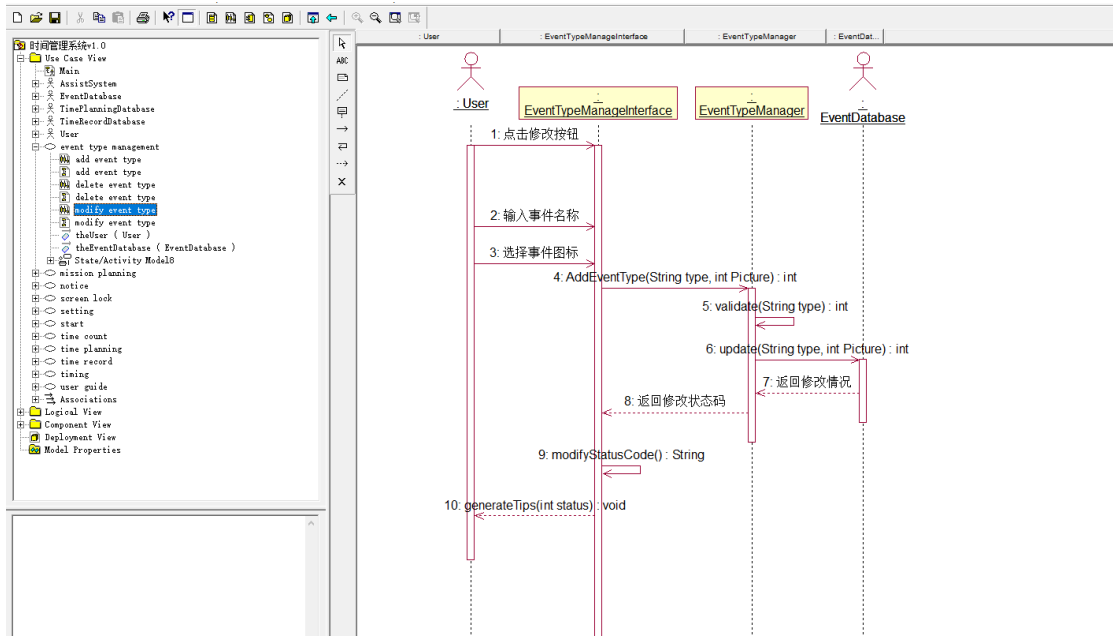 : User
: EventTypeManageInterface
: EventTypeManager
: EventDat...
时间管理系统v1.0
Use Case View
Main
AssistSystem
EventDatabase
TimePlanningDatabase
TimeRecordDatabase
User
event type management
add event type
add event type
delete event type
delete event type
modify event type
modify event type
theUser ( User )
theEventDatabase ( EventDatabase )
State/Activity Model8
mission planning
notice
screen lock
setting
start
time count
time planning
time record
timing
user guide
Associations
Logical View
Component View
Deployment View
Model Properties
ABC
: User
:
EventTypeManageInterface
:
EventTypeManager
:
EventDatabase
1: 点击修改按钮
2: 输入事件名称
3: 选择事件图标
4: AddEventType(String type, int Picture) : int
5: validate(String type) : int
6: update(String type, int Picture) : int
7: 返回修改情况
8: 返回修改状态码
9: modifyStatusCode() : String
10: generateTips(int status) : void